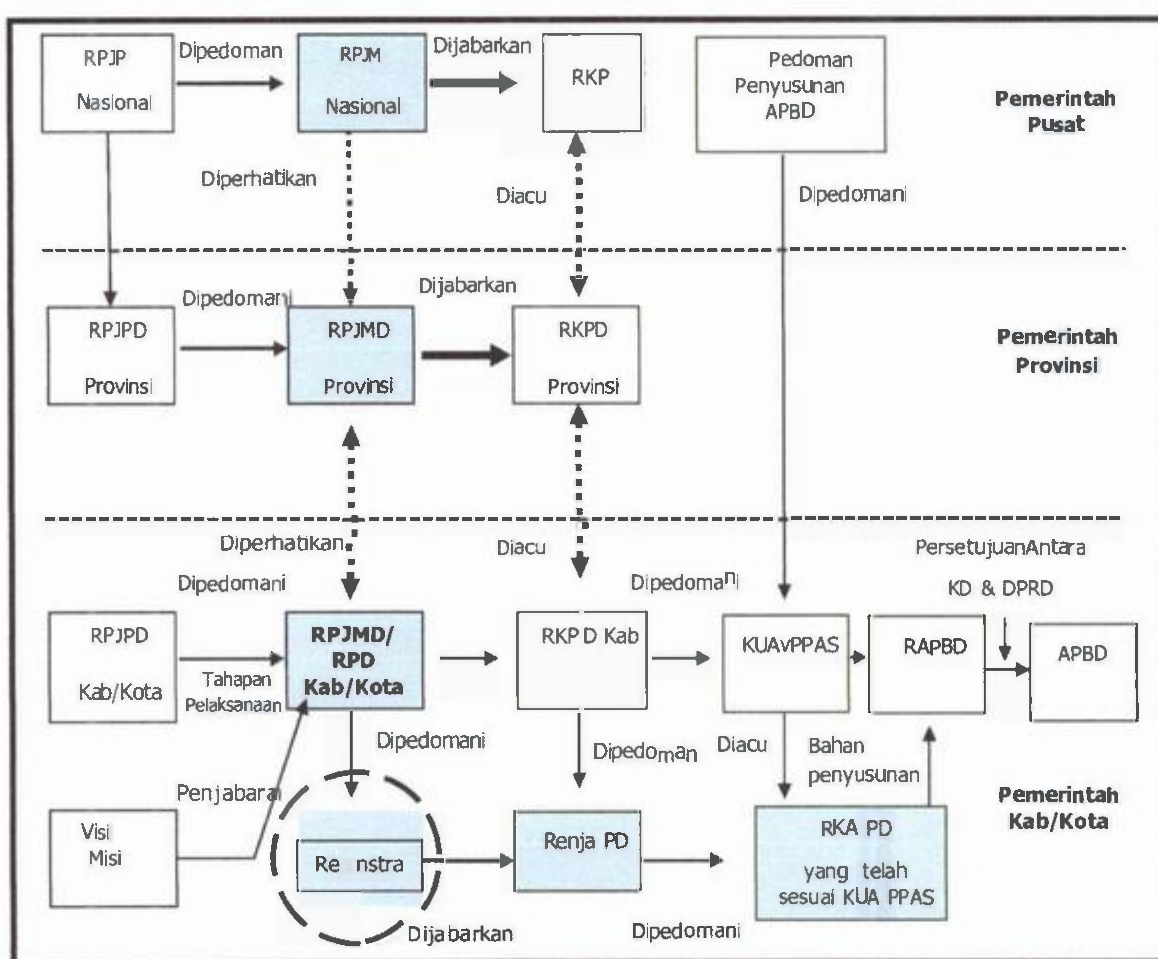 RPJP
Nasional
Dipedoman
RPJM
Nasional
Dijabarkan
RKP
Pedoman
Penyusunan
APBD
Pemerintah
Pusat
Diperhatikan
Diacu
Dipedomani
RPJPD
Provinsi
Dipedomani
RPJMD
Provinsi
Dijabarkan
RKPD
Provinsi
Pemerintah
Provinsi
Diperhatikan
Diacu
PersetujuanAntara
KD & DPRD
Dipedomani
Dipedomani
RPJPD
Kab/Kota
Tahapan
Pelaksanaan
RPJMD/
RPD
Kab/Kota
RKPD Kab
KUAvPPAS
RAPBD
APBD
Dipedomani
Dipedoman
Diacu
Bahan
penyusunan
Penjabaran
Visi
Misi
Re nstra
Renja PD
RKA PD
yang telah
sesuai KUA PPAS
Pemerintah
Kab/Kota
Dijabarkan
Dipedomani